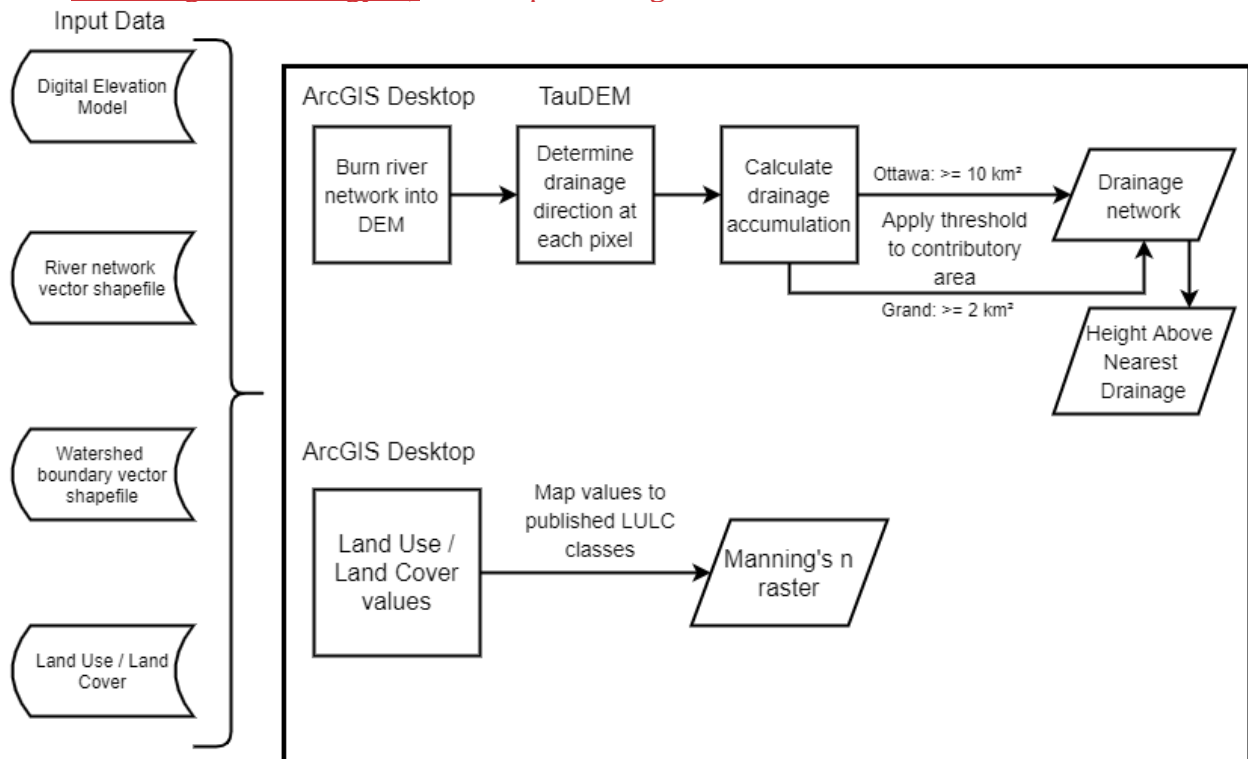 Input Data
Digital Elevation
Model
River network
vector shapefile
Watershed
boundary vector
shapefile
Land Use / Land
Cover
ArcGIS Desktop
TauDEM
Burn river
network into
DEM
Determine
drainage
direction at
each pixel
Calculate
drainage
accumulation
Ottawa: >= 10 km²
Apply threshold
to contributory
area
Grand: >= 2 km²
Drainage
network
Height Above
Nearest
Drainage
ArcGIS Desktop
Land Use /
Land Cover
values
Map values to
published LULC
classes
Manning's n
raster